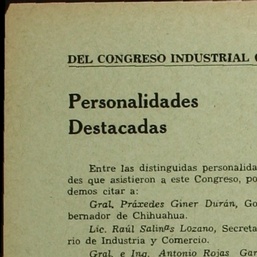 DEL CONGRESO INDUSTRIAL
Personalidades
Destacadas
Entre las distinguidas personalida
des que asistieron a este Congreso, po
demos citar a:
Gral. Práxedes Giner Durán, Go
bernador de Chihuahua.
Lic. Raúl Salinas Lozano, Secreta
rio de Industria y Comercio.
Gral. e Ing. Antonio Rojas Gar